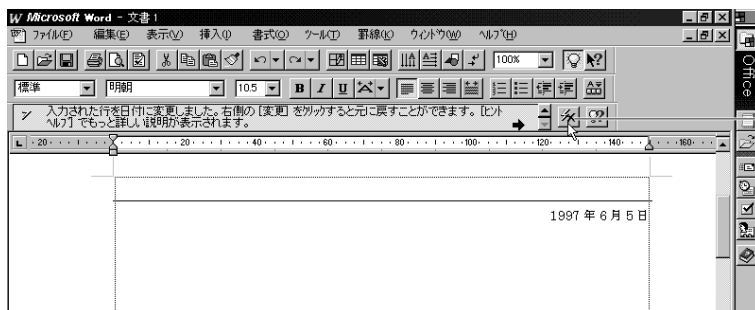 Microsoft Word - 文書1
ファイル(F) 編集(E) 表示(V) 挿入(I) 書式(O) ツール(T) 罫線(K) ウィンドウ(W) ヘルプ(H)
100%
標準 明朝 10.5 B I U
入力された行を日付に変更しました。右側の [変更] をクリックすると元に戻すことができます。[ヒント
ヘルプ] でもっと詳しい説明が表示されます。
20 20 40 60 80 100 120 140 160
1997年6月5日
Office